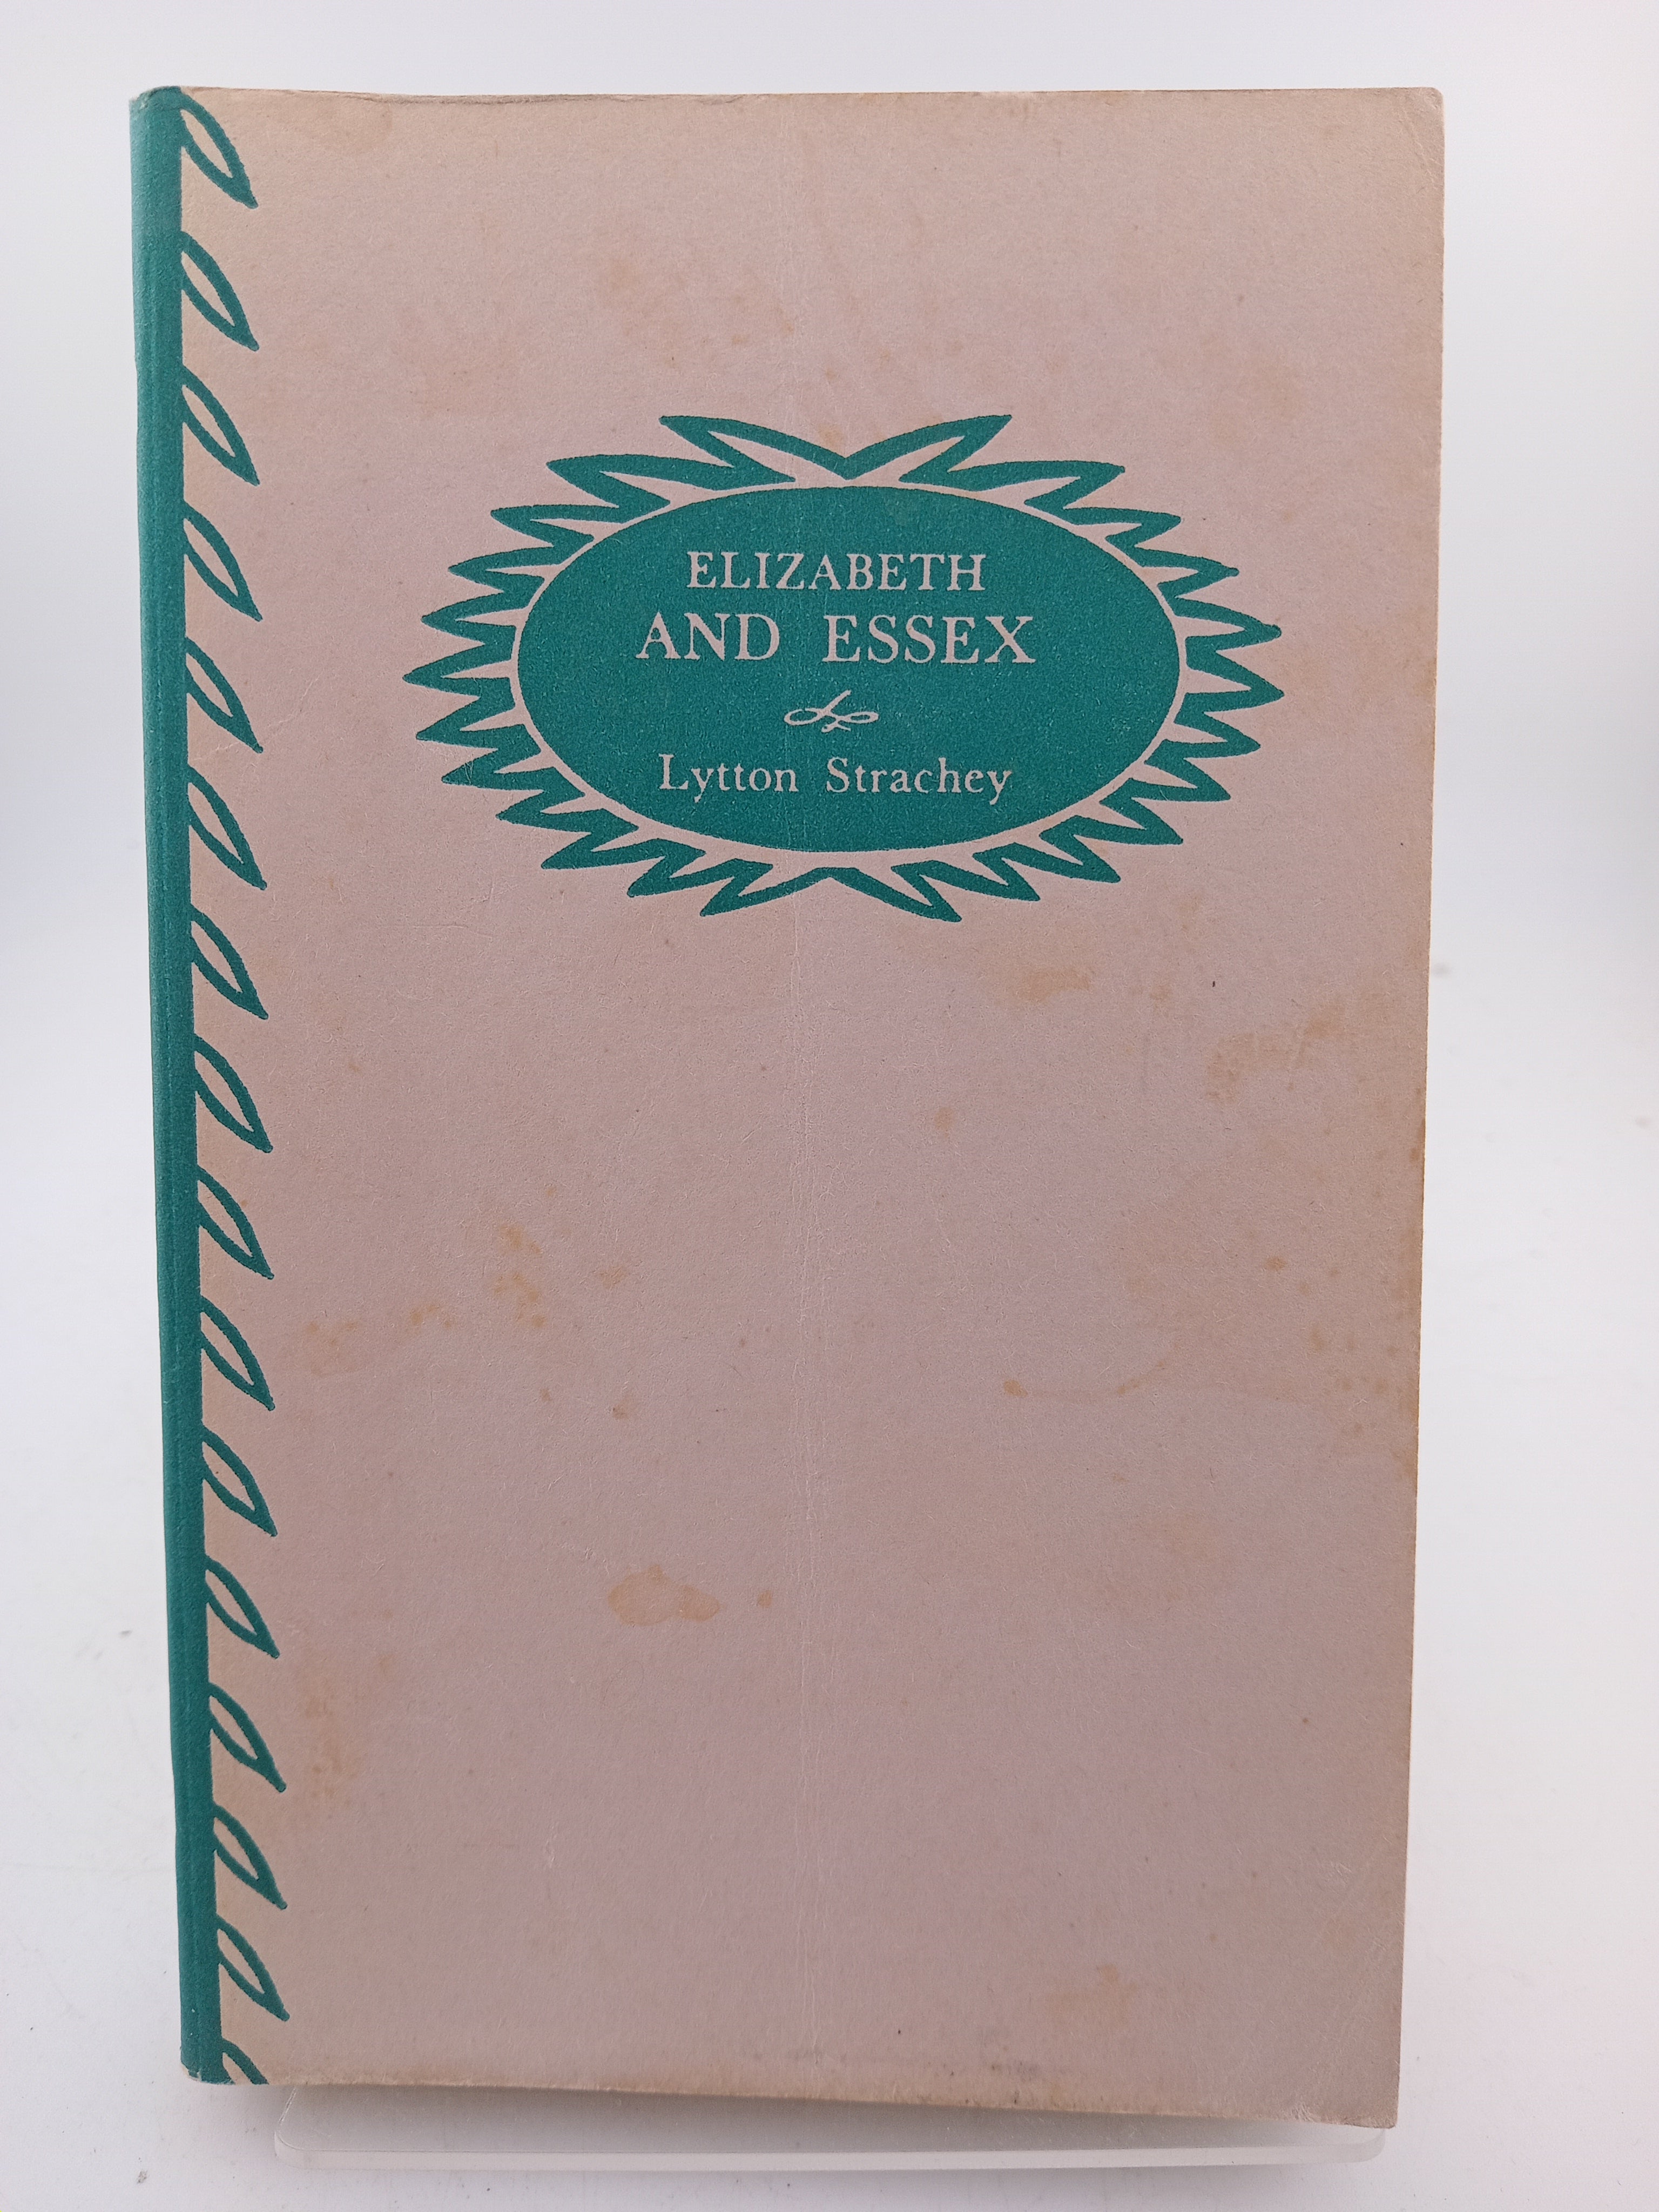 ELIZABETH
AND ESSEX
Lytton Strachey